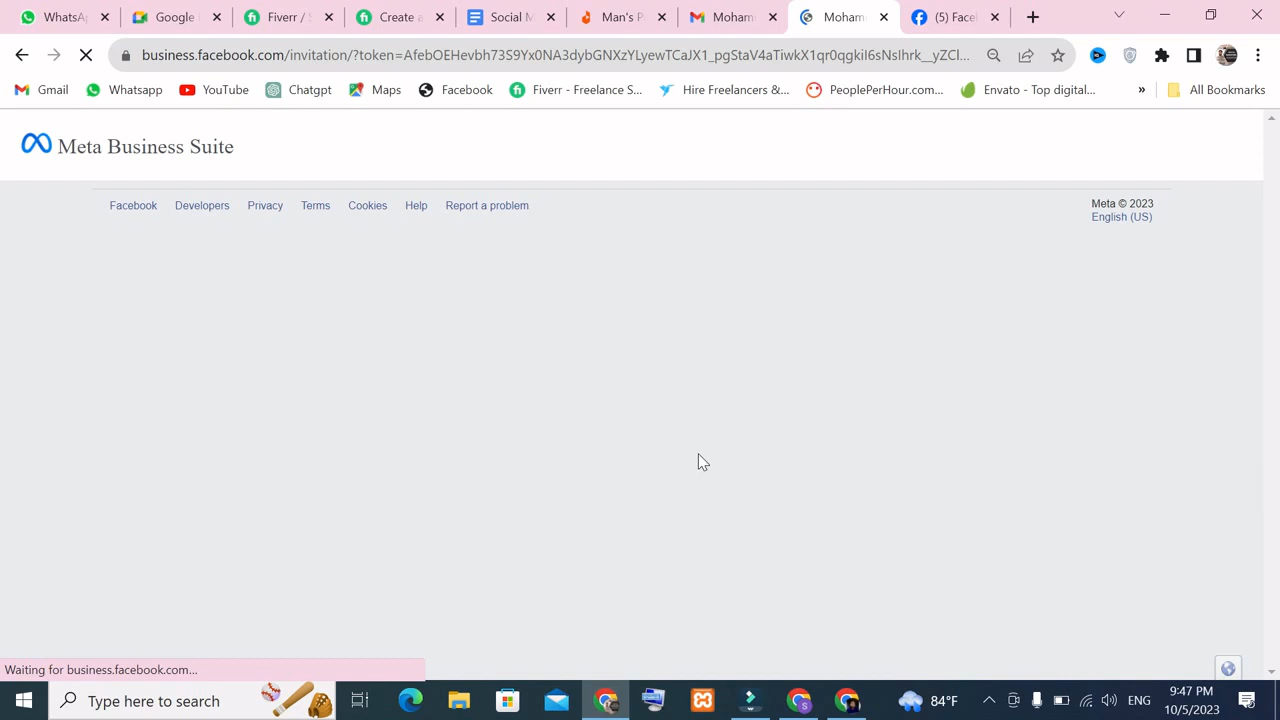 WhatsA
Google
Fiverr / S
Create a
Social M
Man's P
Moham
Moham
(5) Face
business.facebook.com/invitation/?token=
Gmail
Whatsapp
YouTube
Chatgpt
Maps
Facebook
Fiverr - Freelance S...
Hire Freelancers &...
PeoplePerHour.com...
Envato - Top digital...
»
All Bookmarks
Meta Business Suite
Facebook Developers Privacy Terms Cookies Help Report a problem
Meta © 2023
English (US)
Waiting for business.facebook.com...
Type here to search
84°F
ENG
9:47 PM
10/5/2023